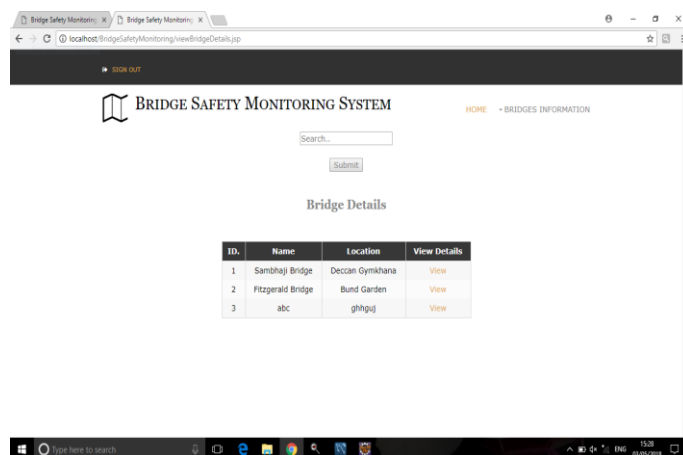 Bridge Safety Monitoring
Bridge Safety Monitoring
localhost/BridgeSafetyMonitoring/viewBridgeDetails.jsp
SIGN OUT
BRIDGE SAFETY MONITORING SYSTEM
HOME
BRIDGES INFORMATION
Search..
Submit
Bridge Details
ID. Name Location View Details
1 Sambhaji Bridge Deccan Gymkhana View
2 Fitzgerald Bridge Bund Garden View
3 abc ghhguj View
Type here to search
ENG
15:28